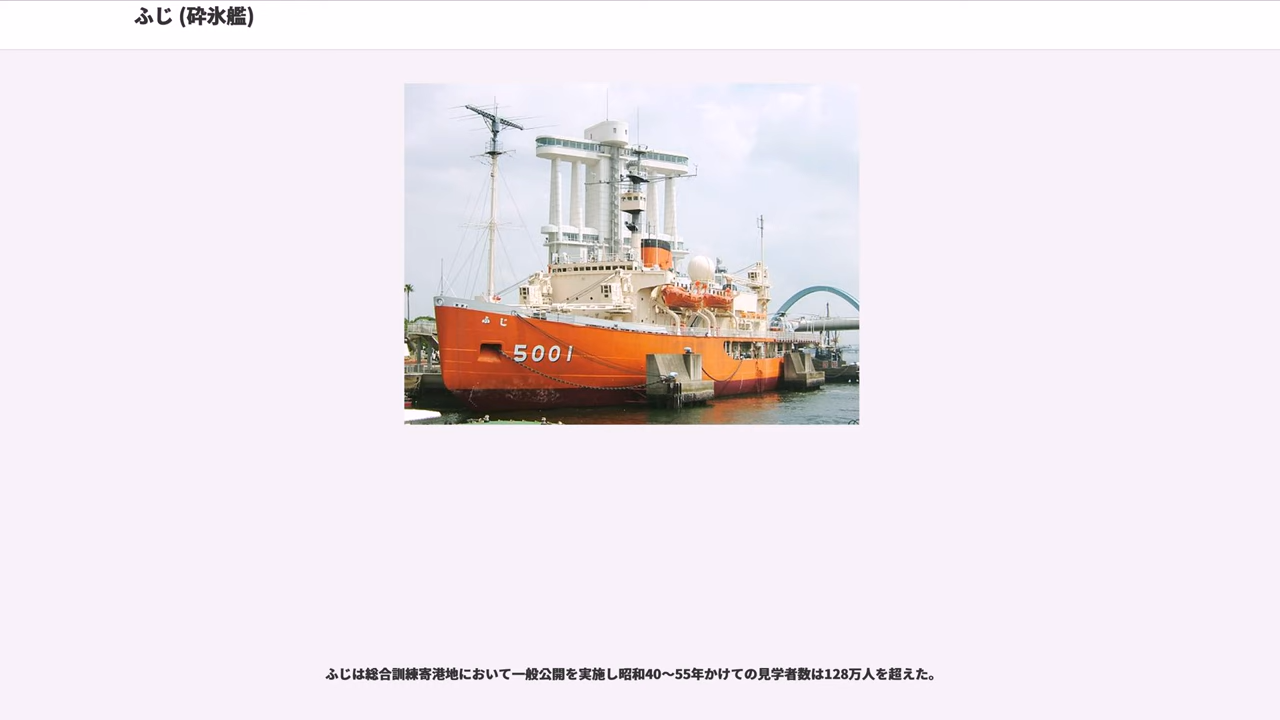 ふじ (砕氷艦)
ふじ
5001
ふじは総合訓練寄港地において一般公開を実施し昭和40〜55年かけての見学者数は128万人を超えた。